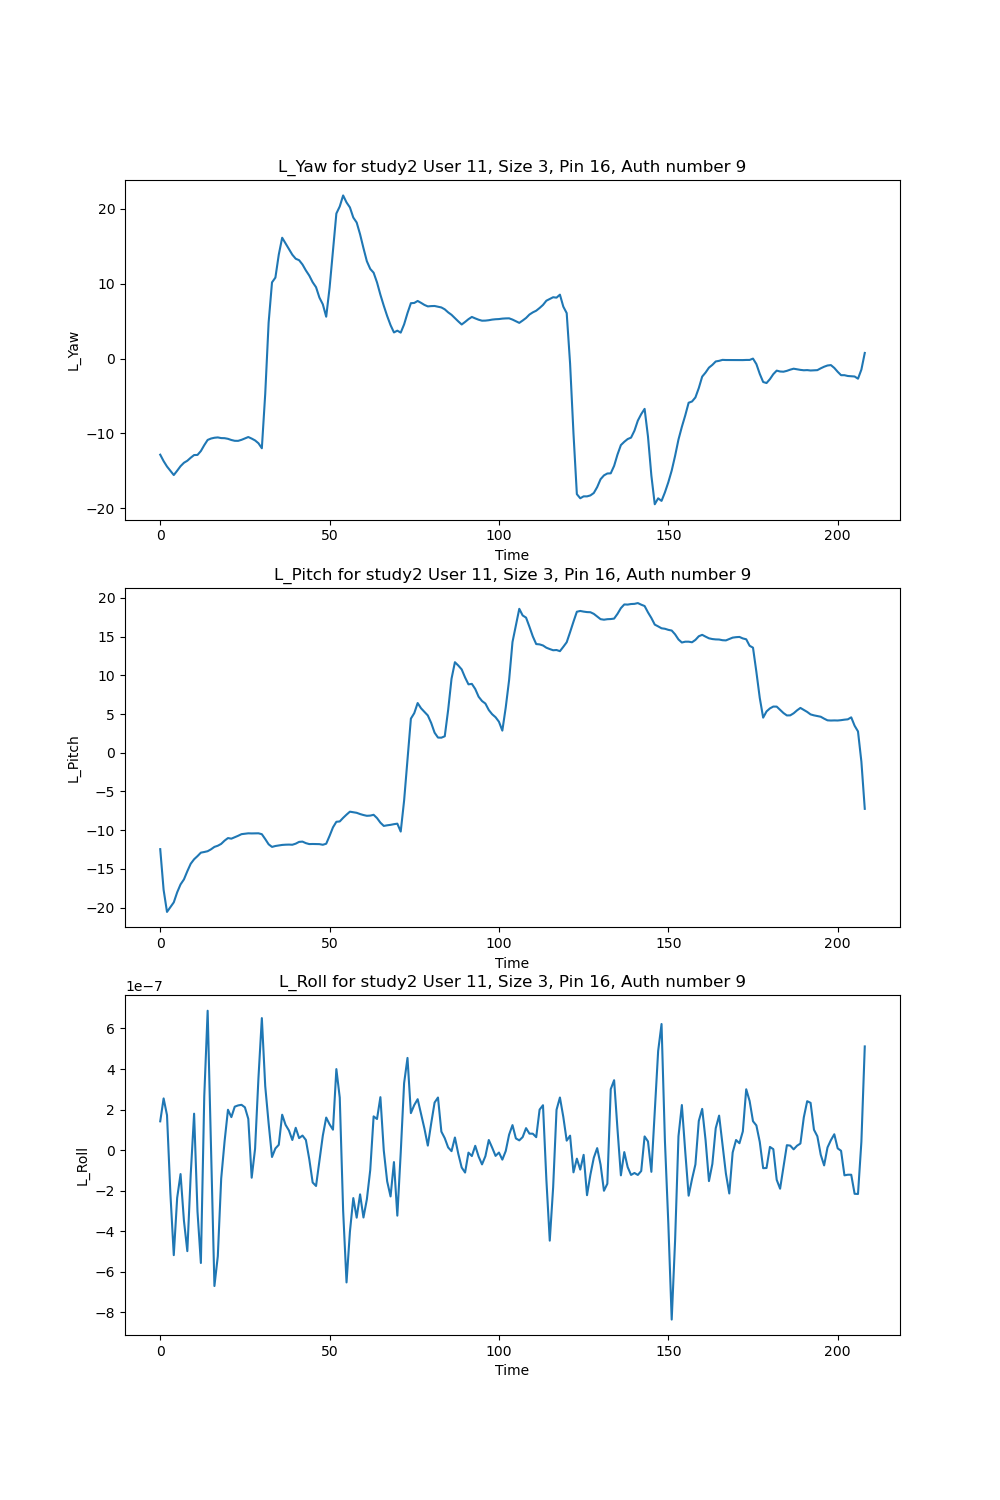 L_Yaw for study2 User 11, Size 3, Pin 16, Auth number 9
20
10
0
−10
−20
L_Yaw
0 50 100 150 200
Time
L_Pitch for study2 User 11, Size 3, Pin 16, Auth number 9
20
15
10
5
0
−5
−10
−15
−20
L_Pitch
0 50 100 150 200
Time
L_Roll for study2 User 11, Size 3, Pin 16, Auth number 9
1e−7
6
4
2
0
−2
−4
−6
−8
L_Roll
0 50 100 150 200
Time